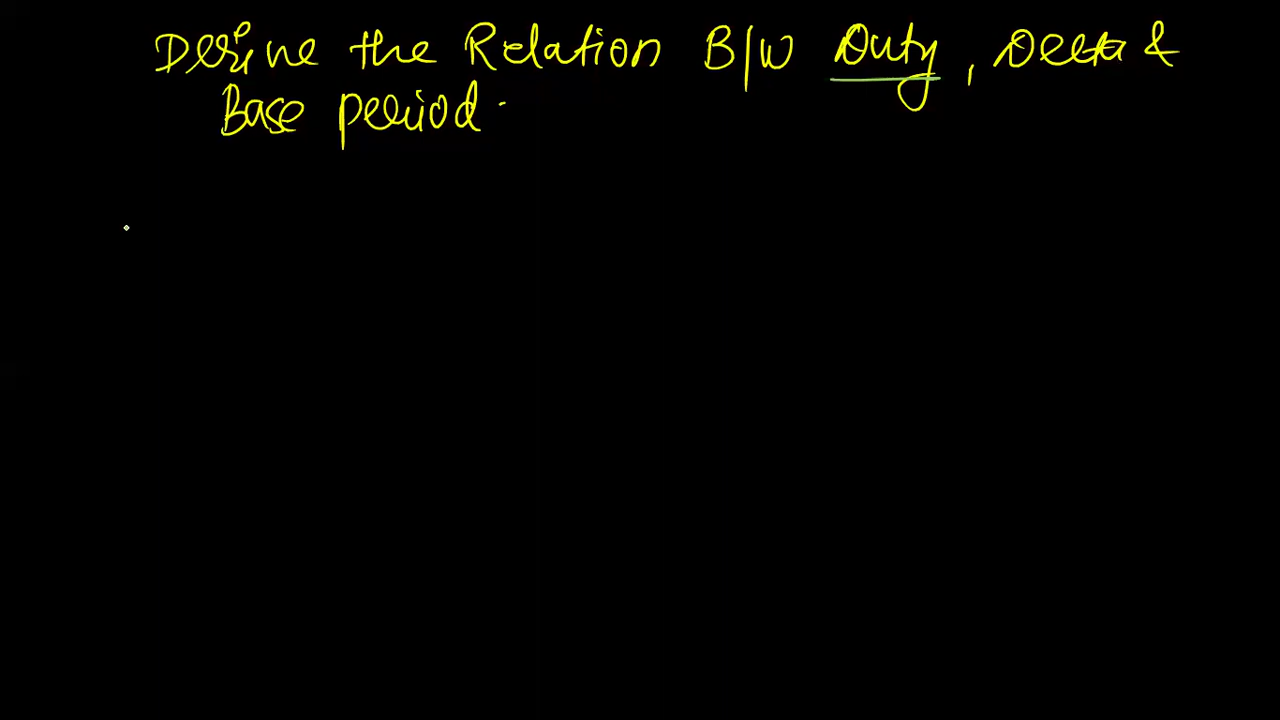 Define the Relation B/W Duty, Delta &
Base period.